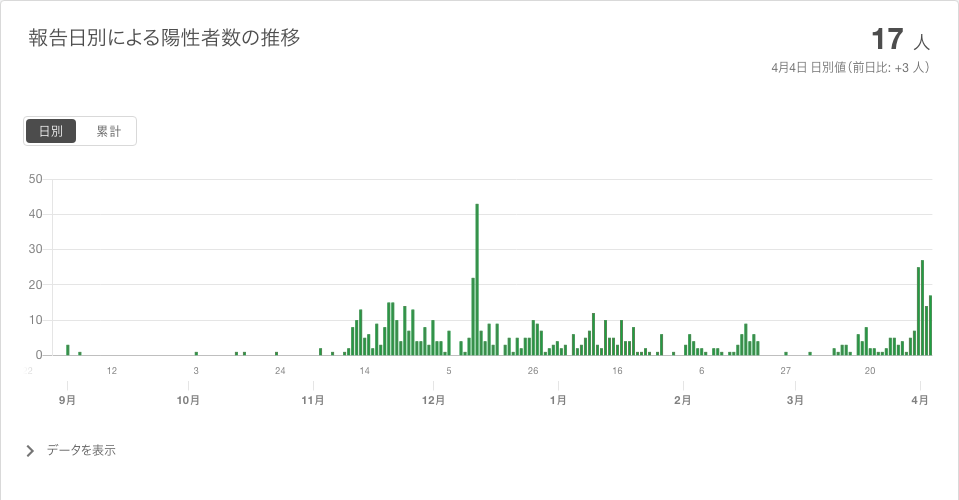 報告日別による陽性者数の推移
17 人
4月4日 日別値（前日比: +3 人）
日別 累計
50
40
30
20
10
0
2 12 3 24 14 5 26 16 6 27 20
9月 10月 11月 12月 1月 2月 3月 4月
データを表示